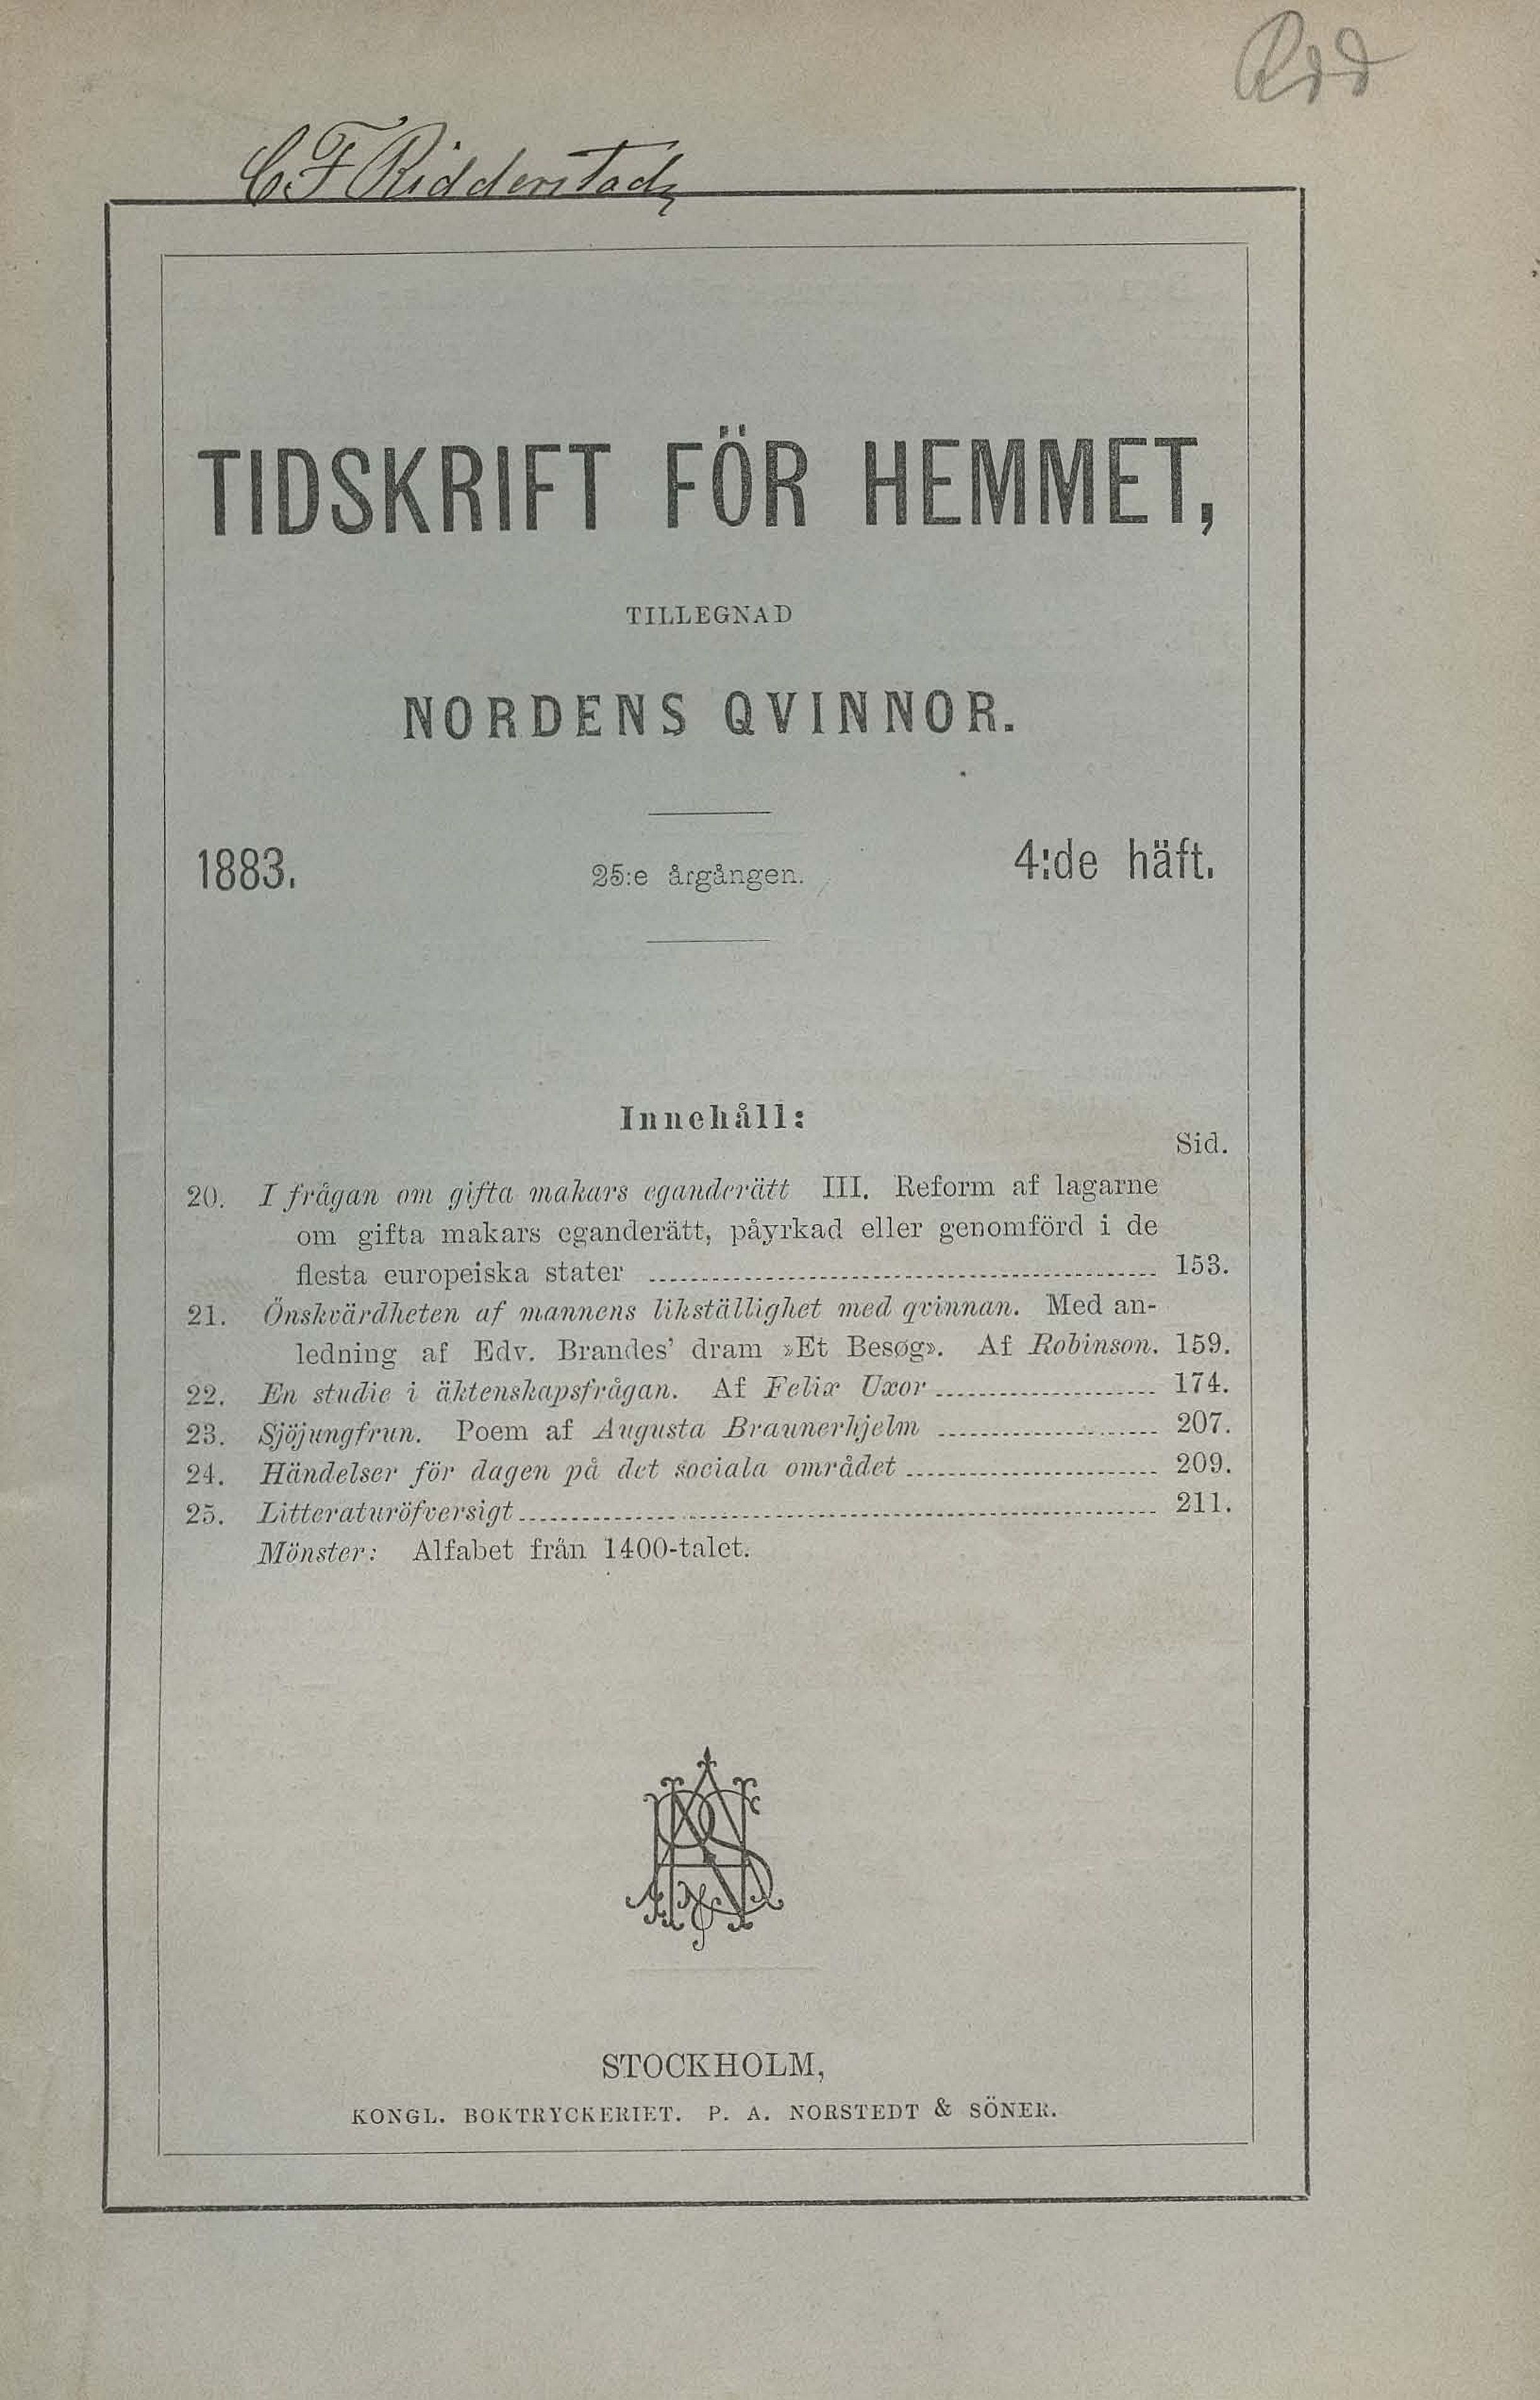 Rdd
C. F. Ridderstad
TIDSKRIFT FÖR HEMMET,
TILLEGNAD
NORDENS QVINNOR.
1883. 25:e årgången. 4:de häft.
Innehåll:
Sid.
20. I frågan om gifta makars eganderätt III. Reform af lagarne
om gifta makars eganderätt, påyrkad eller genomförd i de
flesta europeiska stater 153.
21. Önskvärdheten af mannens likställighet med qvinnan. Med an-
ledning af Edv. Brandes' dram »Et Besøg». Af Robinson. 159.
22. En studie i äktenskapsfrågan. Af Felix Uxor 174.
23. Sjöjungfrun. Poem af Augusta Braunerhjelm 207.
24. Händelser för dagen på det sociala området 209.
25. Litteraturöfversigt 211.
Mönster: Alfabet från 1400-talet.
STOCKHOLM,
KONGL. BOKTRYCKERIET. P. A. NORSTEDT & SÖNER.